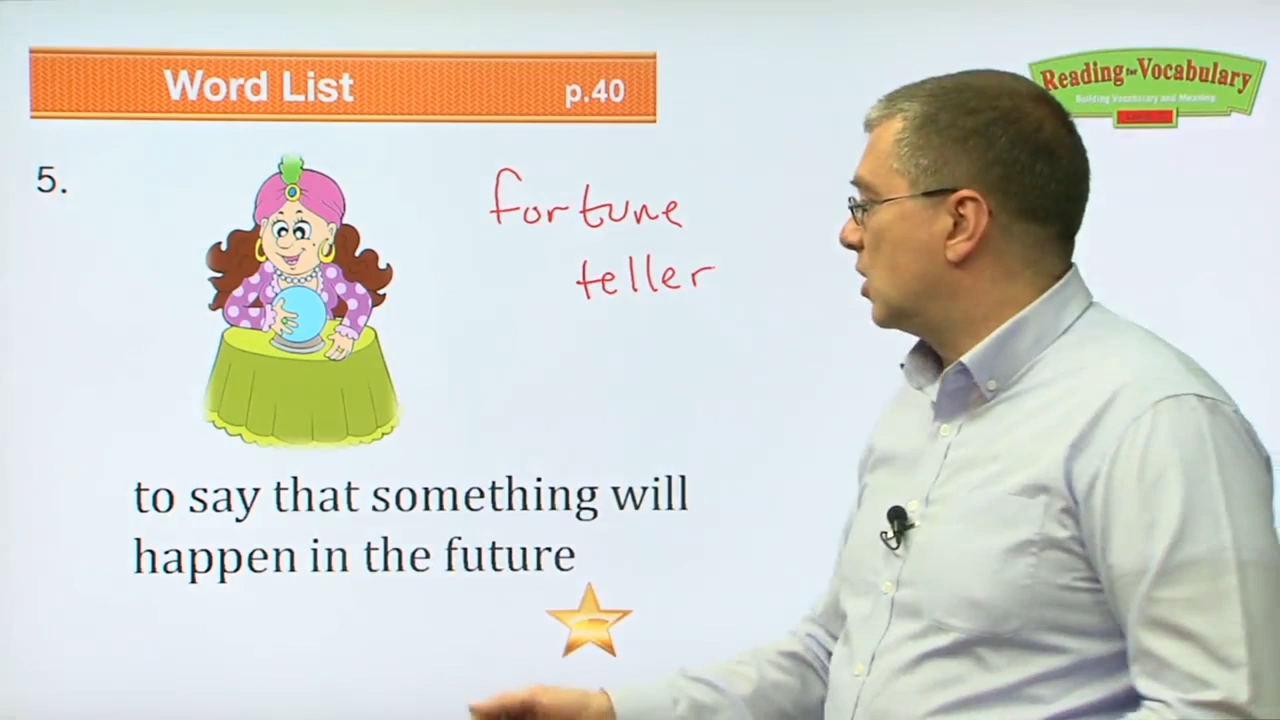 Word List
p.40
Reading for Vocabulary
Building Vocabulary and Meaning
5.
fortune
teller
to say that something will
happen in the future